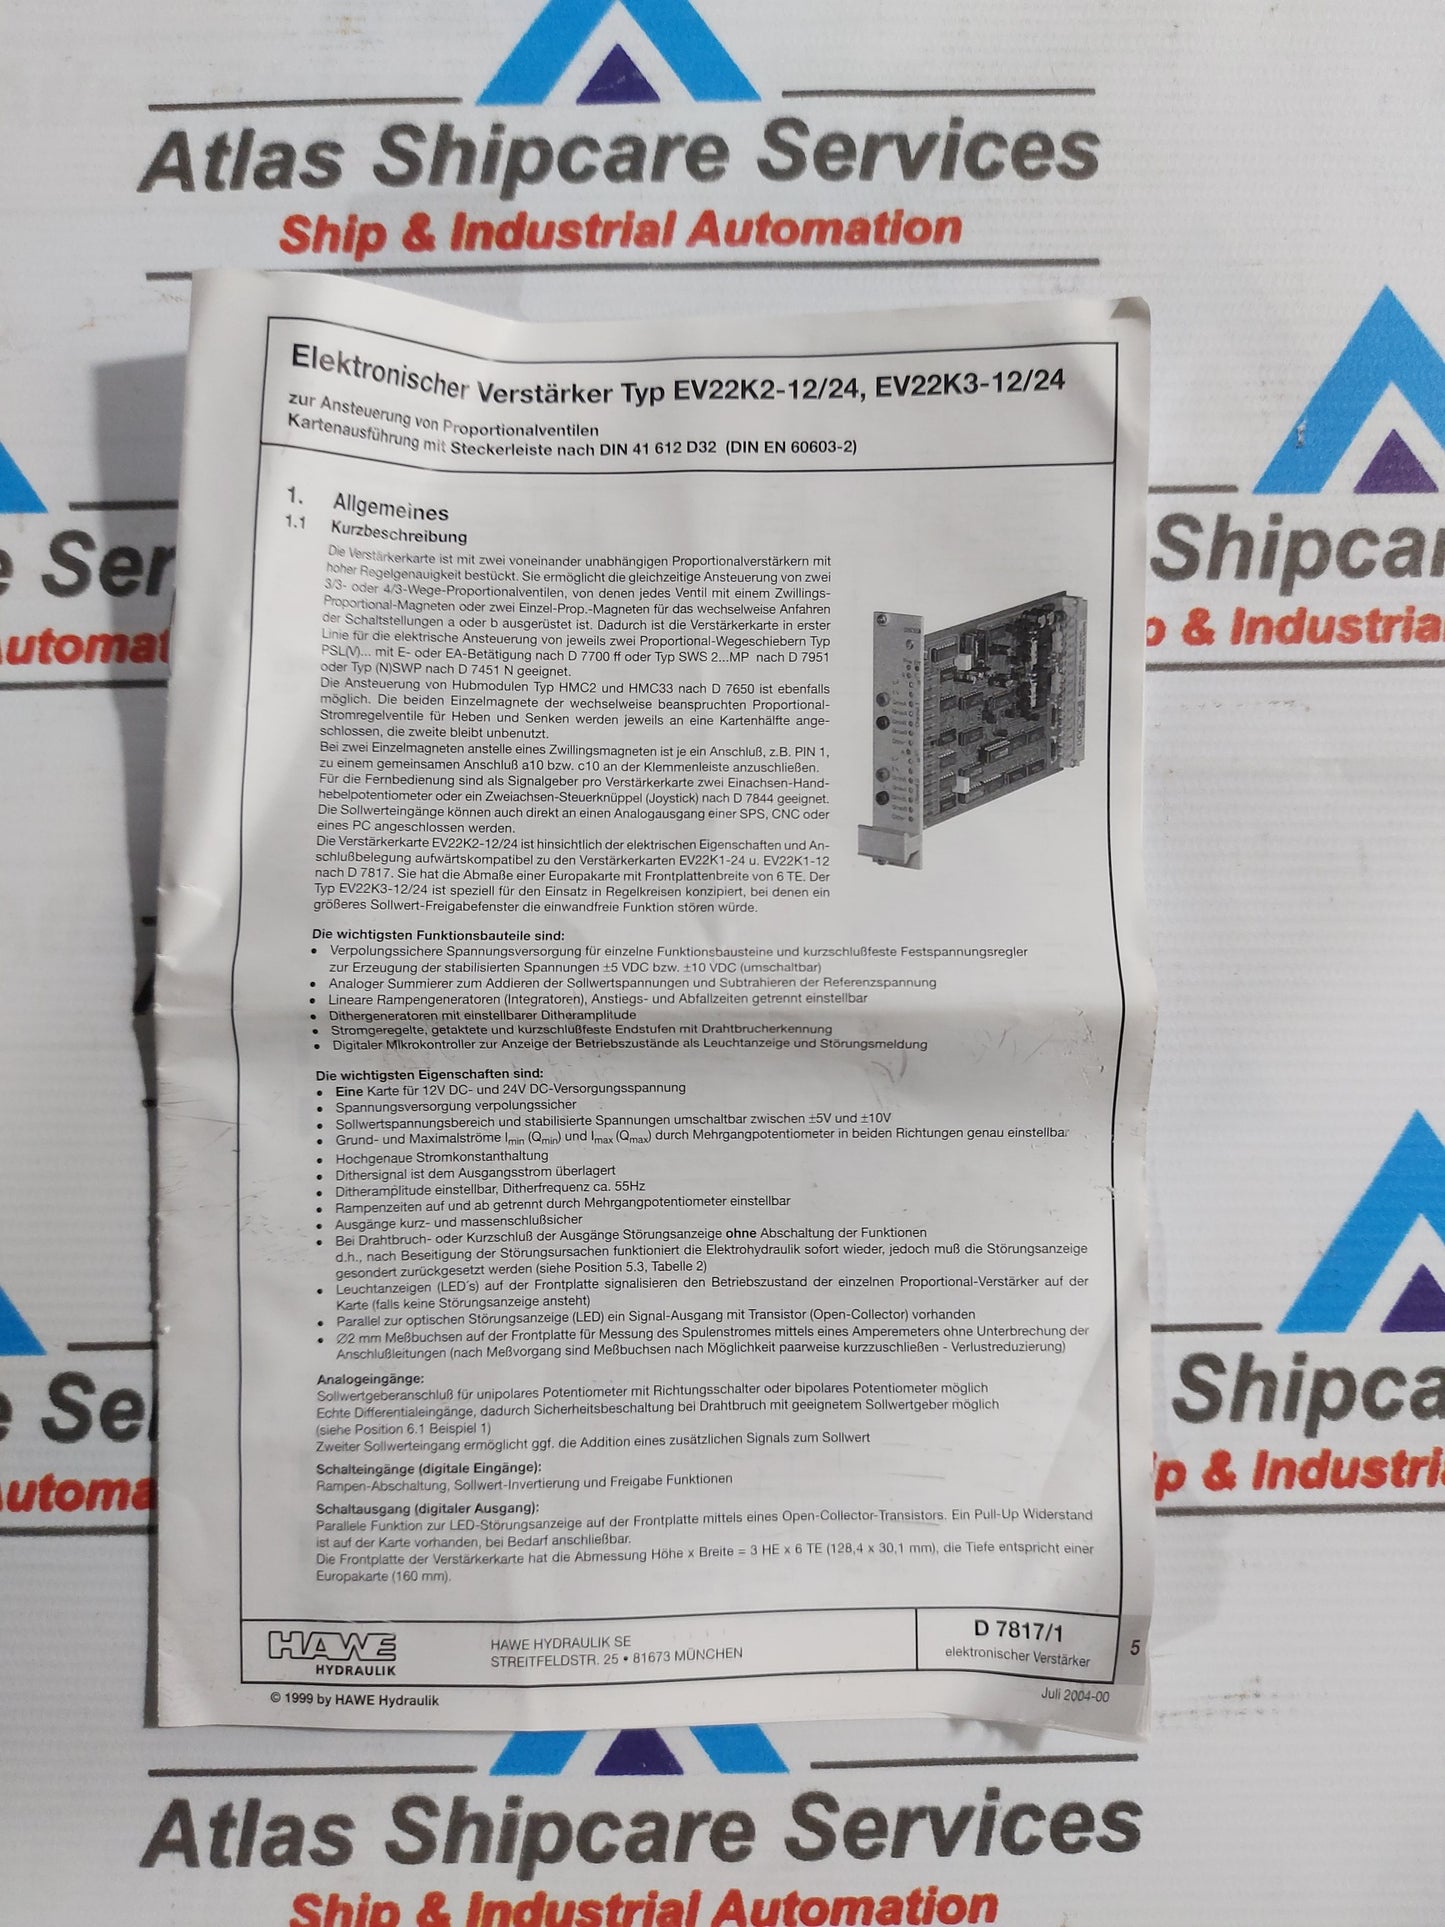 Atlas Shipcare Services
Ship & Industrial Automation
Elektronischer Verstärker Typ EV22K2-12/24, EV22K3-12/24
zur Ansteuerung von Proportionalventilen
Kartenausführung mit Steckerleiste nach DIN 41 612 D32 (DIN EN 60603-2)
1. Allgemeines
1.1 Kurzbeschreibung
Die Verstärkerkarte ist mit zwei voneinander unabhängigen Proportionalverstärkern mit
hoher Regelgenauigkeit bestückt. Sie ermöglicht die gleichzeitige Ansteuerung von zwei
3/3- oder 4/3-Wege-Proportionalventilen, von denen jedes Ventil mit einem Zwillings-
Proportional-Magneten oder zwei Einzel-Prop.-Magneten für das wechselweise Anfahren
der Schaltstellungen a oder b ausgerüstet ist. Dadurch ist die Verstärkerkarte in erster
Linie für die elektrische Ansteuerung von jeweils zwei Proportional-Wegeschiebern Typ
PSL(V)... mit E- oder EA-Betätigung nach D 7700 ff oder Typ SWS 2...MP nach D 7951
oder Typ (N)SWP nach D 7451 N geeignet.
Die Ansteuerung von Hubmodulen Typ HMC2 und HMC33 nach D 7650 ist ebenfalls
möglich. Die beiden Einzelmagnete der wechselweise beanspruchten Proportional-
Stromregelventile für Heben und Senken werden jeweils an eine Kartenhälfte ange-
schlossen, die zweite bleibt unbenutzt.
Bei zwei Einzelmagneten anstelle eines Zwillingsmagneten ist je ein Anschluß, z.B. PIN 1,
zu einem gemeinsamen Anschluß a10 bzw. c10 an der Klemmenleiste anzuschließen.
Für die Fernbedienung sind als Signalgeber pro Verstärkerkarte zwei Einachsen-Hand-
hebelpotentiometer oder ein Zweiachsen-Steuerknüppel (Joystick) nach D 7844 geeignet.
Die Sollwerteingänge können auch direkt an einen Analogausgang einer SPS, CNC oder
eines PC angeschlossen werden.
Die Verstärkerkarte EV22K2-12/24 ist hinsichtlich der elektrischen Eigenschaften und An-
schlußbelegung aufwärtskompatibel zu den Verstärkerkarten EV22K1-24 u. EV22K1-12
nach D 7817. Sie hat die Abmaße einer Europakarte mit Frontplattenbreite von 6 TE. Der
Typ EV22K3-12/24 ist speziell für den Einsatz in Regelkreisen konzipiert, bei denen ein
größeres Sollwert-Freigabefenster die einwandfreie Funktion stören würde.
Die wichtigsten Funktionsbauteile sind:
• Verpolungssichere Spannungsversorgung für einzelne Funktionsbausteine und kurzschlußfeste Festspannungsregler
zur Erzeugung der stabilisierten Spannungen ±5 VDC bzw. ±10 VDC (umschaltbar)
• Analoger Summierer zum Addieren der Sollwertspannungen und Subtrahieren der Referenzspannung
• Lineare Rampengeneratoren (Integratoren), Anstiegs- und Abfallzeiten getrennt einstellbar
• Dithergeneratoren mit einstellbarer Ditheramplitude
• Stromgeregelte, getaktete und kurzschlußfeste Endstufen mit Drahtbrucherkennung
• Digitaler Mikrokontroller zur Anzeige der Betriebszustände als Leuchtanzeige und Störungsmeldung
Die wichtigsten Eigenschaften sind:
• Eine Karte für 12V DC- und 24V DC-Versorgungsspannung
• Spannungsversorgung verpolungssicher
• Sollwertspannungsbereich und stabilisierte Spannungen umschaltbar zwischen ±5V und ±10V
• Grund- und Maximalströme Imin (Qmin) und Imax (Qmax) durch Mehrgangpotentiometer in beiden Richtungen genau einstellbar
• Hochgenaue Stromkonstanthaltung
• Dithersignal ist dem Ausgangsstrom überlagert
• Ditheramplitude einstellbar, Ditherfrequenz ca. 55Hz
• Rampenzeiten auf und ab getrennt durch Mehrgangpotentiometer einstellbar
• Ausgänge kurz- und massenschlußsicher
• Bei Drahtbruch- oder Kurzschluß der Ausgänge Störungsanzeige ohne Abschaltung der Funktionen
d.h., nach Beseitigung der Störungsursachen funktioniert die Elektrohydraulik sofort wieder, jedoch muß die Störungsanzeige
gesondert zurückgesetzt werden (siehe Position 5.3, Tabelle 2)
• Leuchtanzeigen (LED´s) auf der Frontplatte signalisieren den Betriebszustand der einzelnen Proportional-Verstärker auf der
Karte (falls keine Störungsanzeige ansteht)
• Parallel zur optischen Störungsanzeige (LED) ein Signal-Ausgang mit Transistor (Open-Collector) vorhanden
• ∅2 mm Meßbuchsen auf der Frontplatte für Messung des Spulenstromes mittels eines Amperemeters ohne Unterbrechung der
Anschlußleitungen (nach Meßvorgang sind Meßbuchsen nach Möglichkeit paarweise kurzzuschließen - Verlustreduzierung)
Analogeingänge:
Sollwertgeberanschluß für unipolares Potentiometer mit Richtungsschalter oder bipolares Potentiometer möglich
Echte Differentialeingänge, dadurch Sicherheitsbeschaltung bei Drahtbruch mit geeignetem Sollwertgeber möglich
(siehe Position 6.1 Beispiel 1)
Zweiter Sollwerteingang ermöglicht ggf. die Addition eines zusätzlichen Signals zum Sollwert
Schalteingänge (digitale Eingänge):
Rampen-Abschaltung, Sollwert-Invertierung und Freigabe Funktionen
Schaltausgang (digitaler Ausgang):
Parallele Funktion zur LED-Störungsanzeige auf der Frontplatte mittels eines Open-Collector-Transistors. Ein Pull-Up Widerstand
ist auf der Karte vorhanden, bei Bedarf anschließbar.
Die Frontplatte der Verstärkerkarte hat die Abmessung Höhe x Breite = 3 HE x 6 TE (128,4 x 30,1 mm), die Tiefe entspricht einer
Europakarte (160 mm).
HAWE
HYDRAULIK
HAWE HYDRAULIK SE
STREITFELDSTR. 25 • 81673 MÜNCHEN
D 7817/1
elektronischer Verstärker
5
© 1999 by HAWE Hydraulik
Juli 2004-00
e Ser
utomat
Shipcar
& Industria
e Se
utoma
Shipca
p & Industri
Atlas Shipcare Services
Ship & Industrial Automation